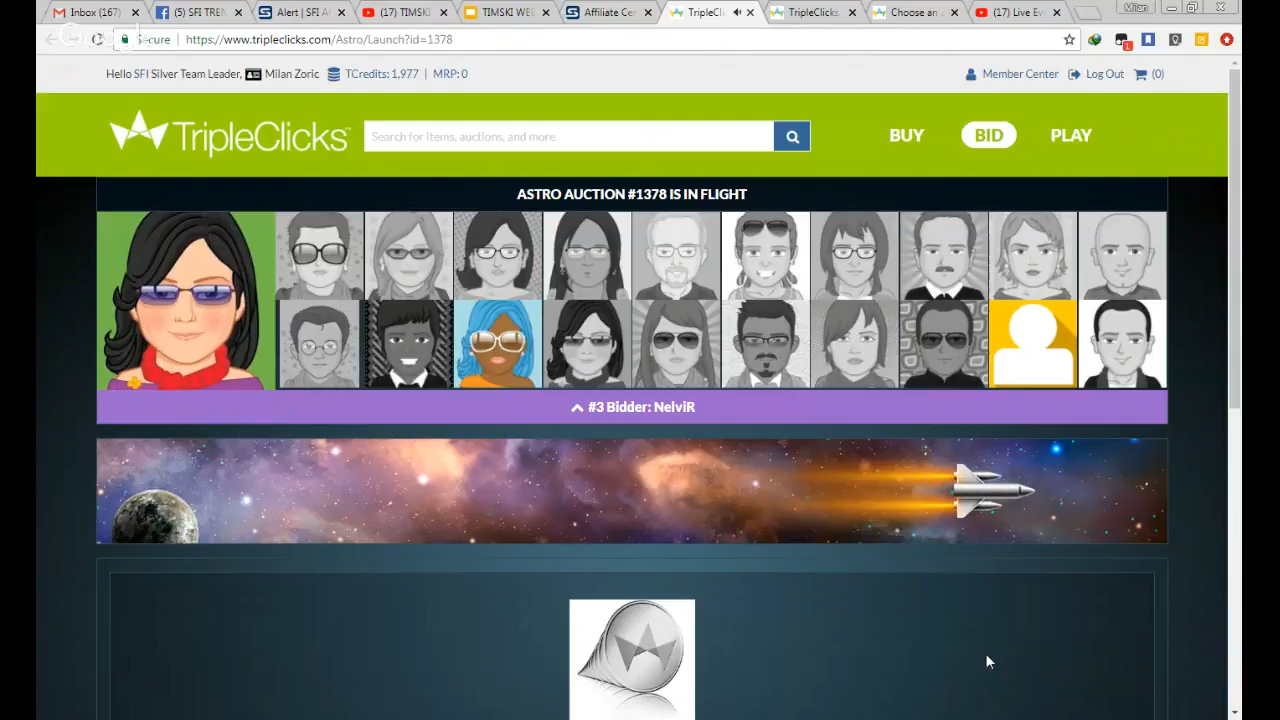 Milan
Inbox (167)
(5) SFI TREN
Alert | SFI A
(17) TIMSKI
TIMSKI WEB
Affiliate Cen
TripleCl
TripleClicks
Choose an
(17) Live Ev
Secure https://www.tripleclicks.com/Astro/Launch?id=1378
1
Hello SFI Silver Team Leader, Milan Zoric TCredits: 1,977 | MRP: 0
Member Center Log Out (0)
TripleClicks
Search for items, auctions, and more
BUY BID PLAY
ASTRO AUCTION #1378 IS IN FLIGHT
#3 Bidder: NelviR